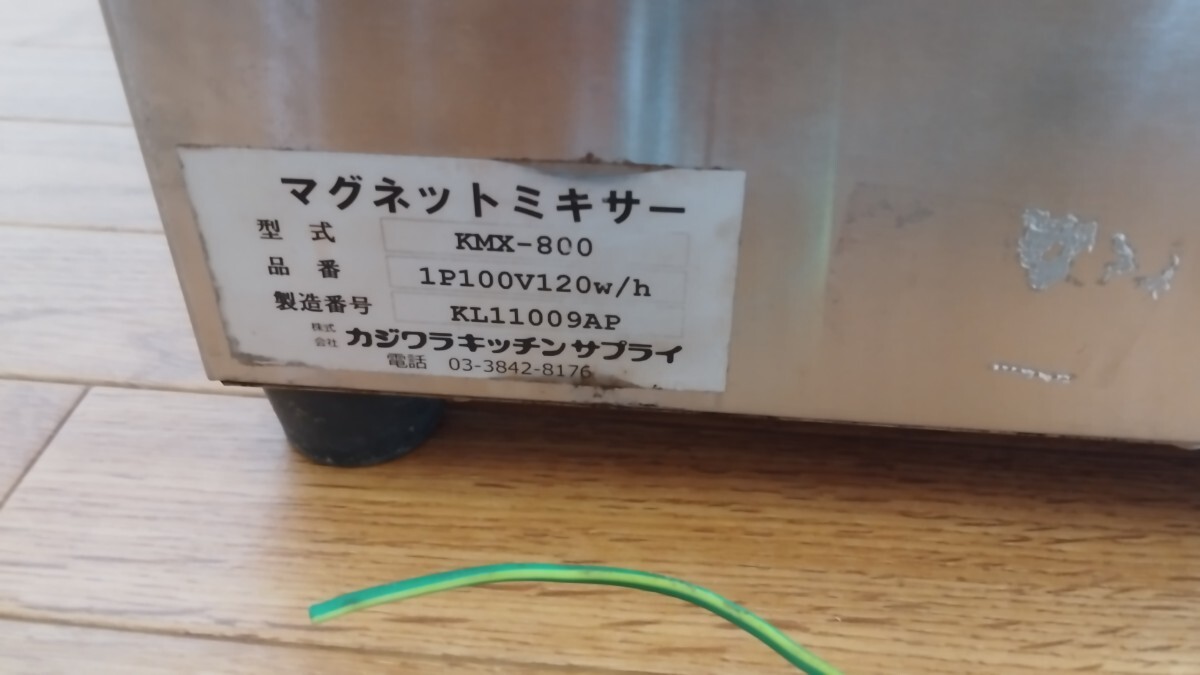 マグネットミキサー
型 式 KMX-800
品 番 1P100V120w/h
製造番号 KL11009AP
株式会社 カジワラキッチンサプライ
電話 03-3842-8176